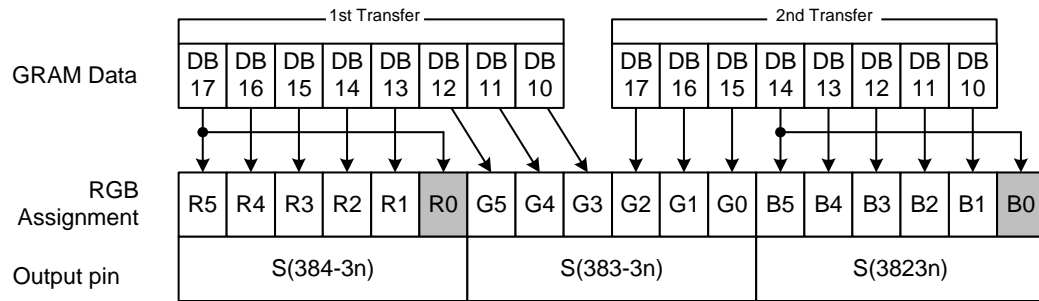 1st Transfer 2nd Transfer
GRAM Data DB 17 DB 16 DB 15 DB 14 DB 13 DB 12 DB 11 DB 10 DB 17 DB 16 DB 15 DB 14 DB 13 DB 12 DB 11 DB 10
RGB Assignment R5 R4 R3 R2 R1 R0 G5 G4 G3 G2 G1 G0 B5 B4 B3 B2 B1 B0
Output pin S(384-3n) S(383-3n) S(3823n)